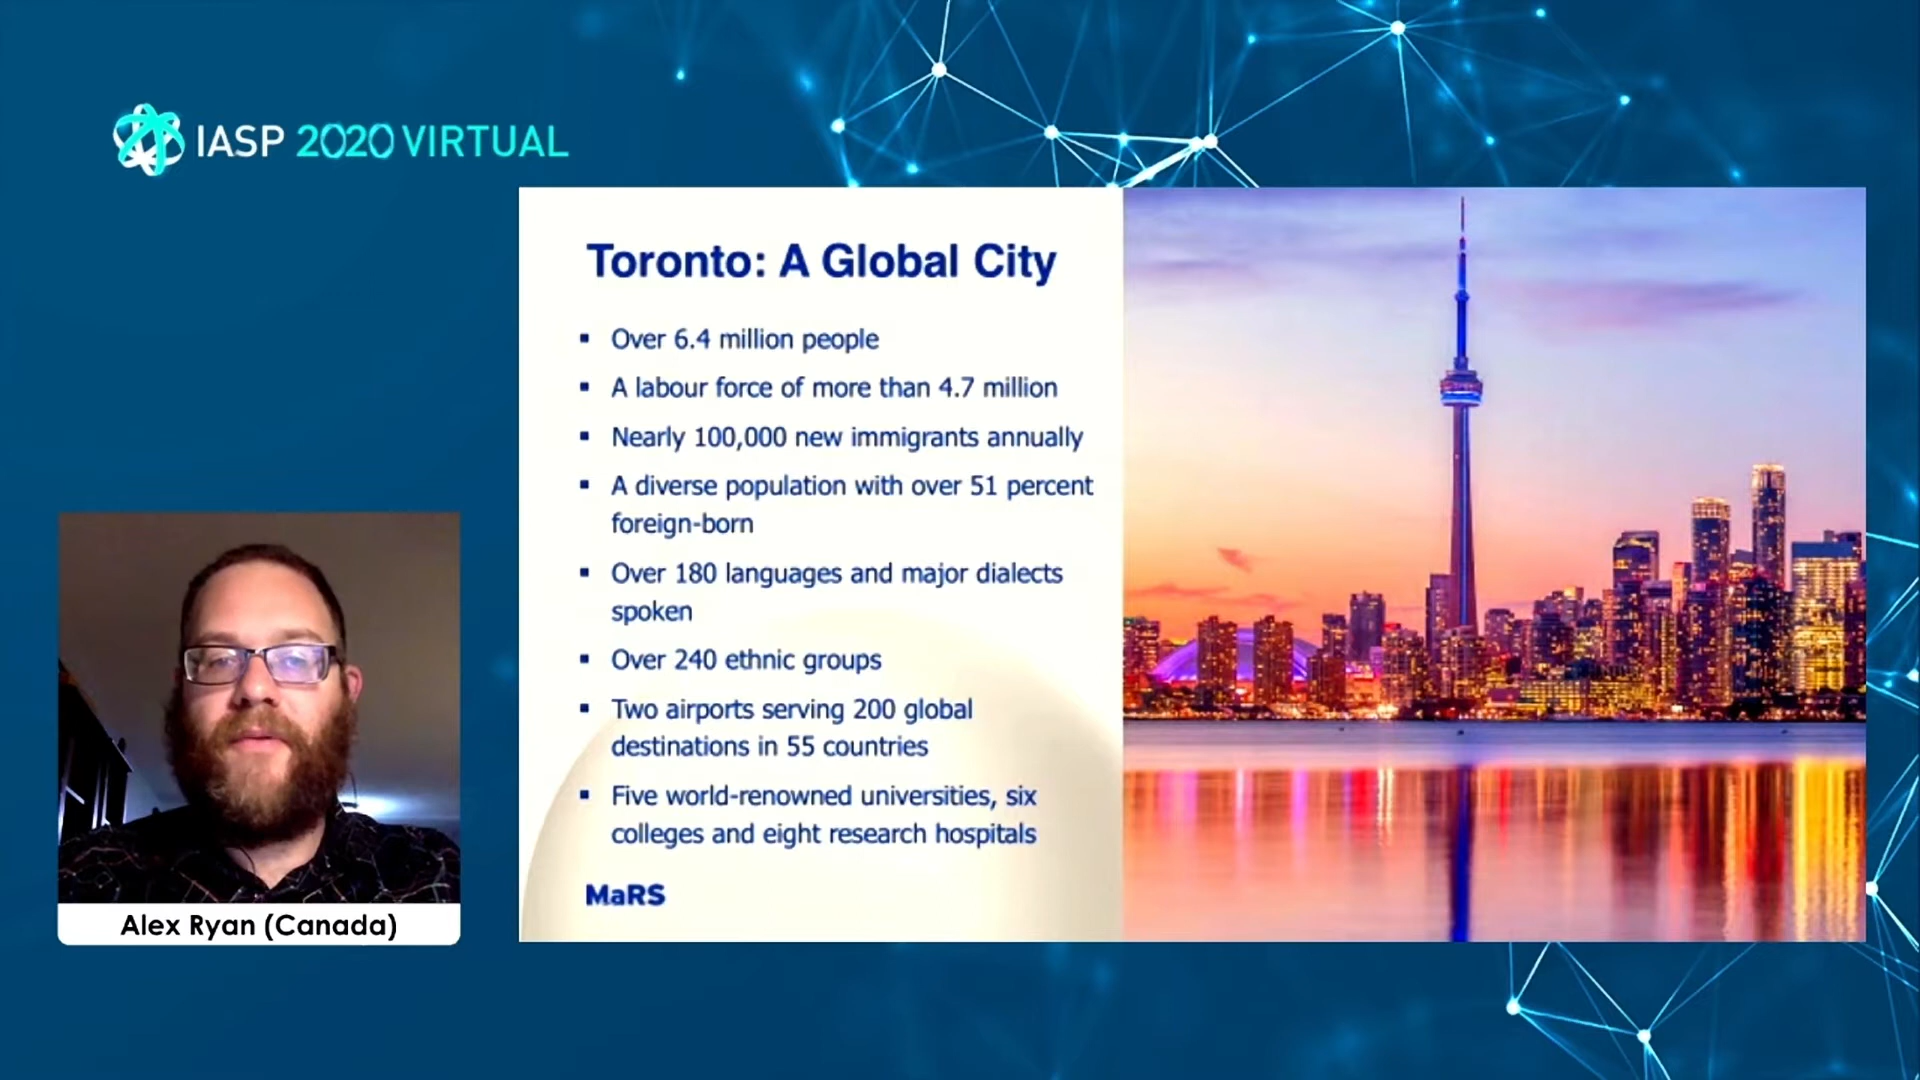 IASP 2020 VIRTUAL
Toronto: A Global City
▪ Over 6.4 million people
▪ A labour force of more than 4.7 million
▪ Nearly 100,000 new immigrants annually
▪ A diverse population with over 51 percent
foreign-born
▪ Over 180 languages and major dialects
spoken
▪ Over 240 ethnic groups
▪ Two airports serving 200 global
destinations in 55 countries
▪ Five world-renowned universities, six
colleges and eight research hospitals
MaRS
Alex Ryan (Canada)